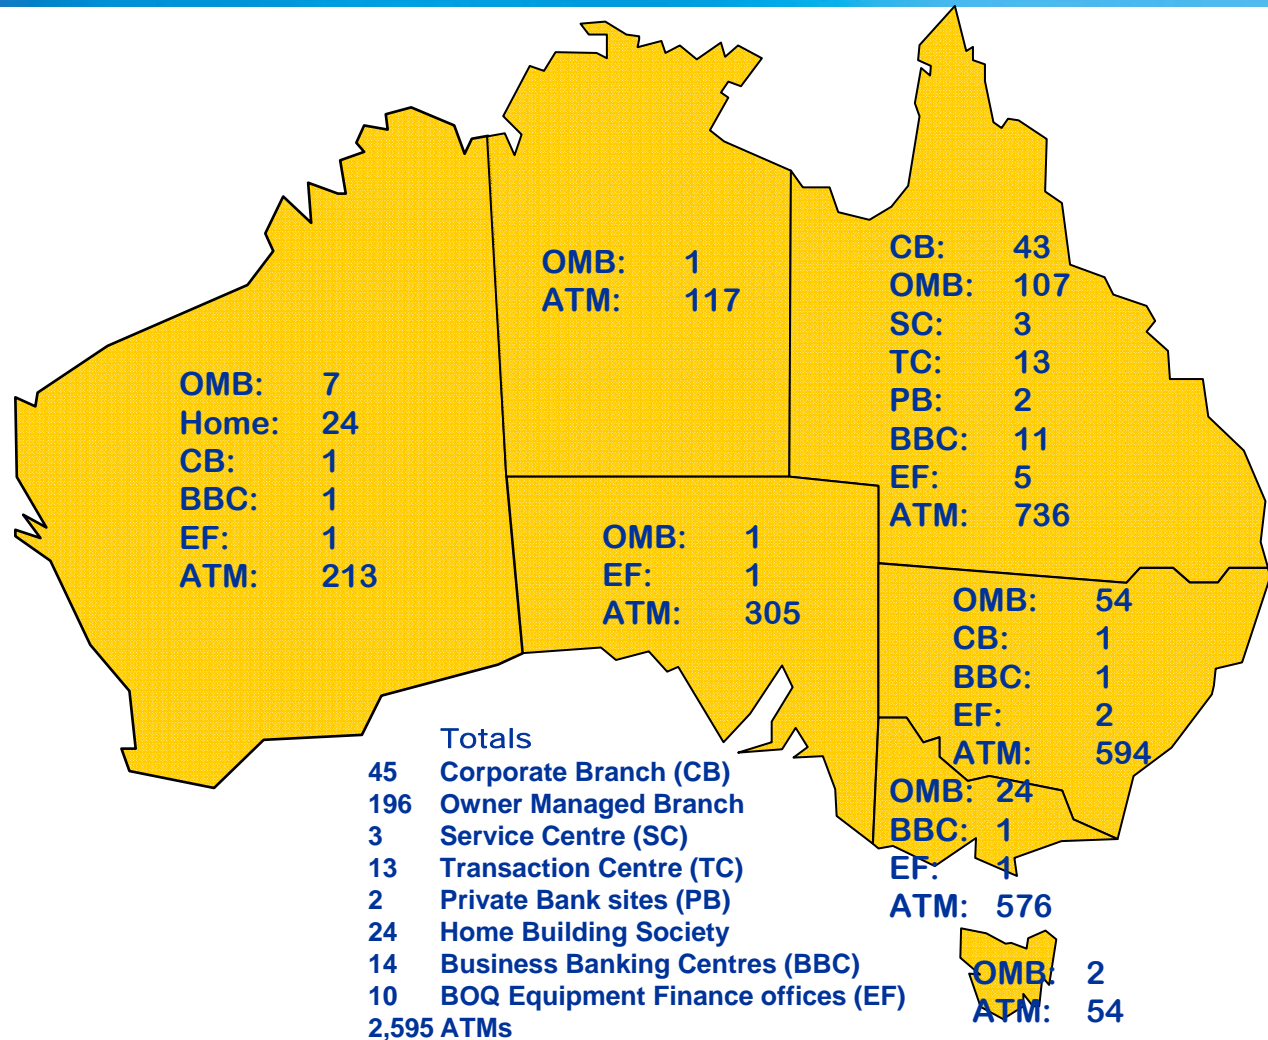 OMB: 1
ATM: 117
CB: 43
OMB: 107
SC: 3
TC: 13
PB: 2
BBC: 11
EF: 5
ATM: 736
OMB: 7
Home: 24
CB: 1
BBC: 1
EF: 1
ATM: 213
OMB: 1
EF: 1
ATM: 305
OMB: 54
CB: 1
BBC: 1
EF: 2
ATM: 594
OMB: 24
BBC: 1
EF: 1
ATM: 576
OMB: 2
ATM: 54
Totals
45 Corporate Branch (CB)
196 Owner Managed Branch
3 Service Centre (SC)
13 Transaction Centre (TC)
2 Private Bank sites (PB)
24 Home Building Society
14 Business Banking Centres (BBC)
10 BOQ Equipment Finance offices (EF)
2,595 ATMs